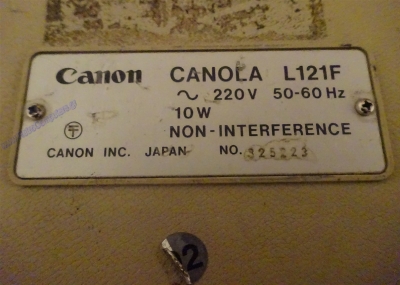 Canon CANOLA L121F
~ 220V 50-60Hz
10W
〒 NON-INTERFERENCE
CANON INC. JAPAN NO. 325223
2